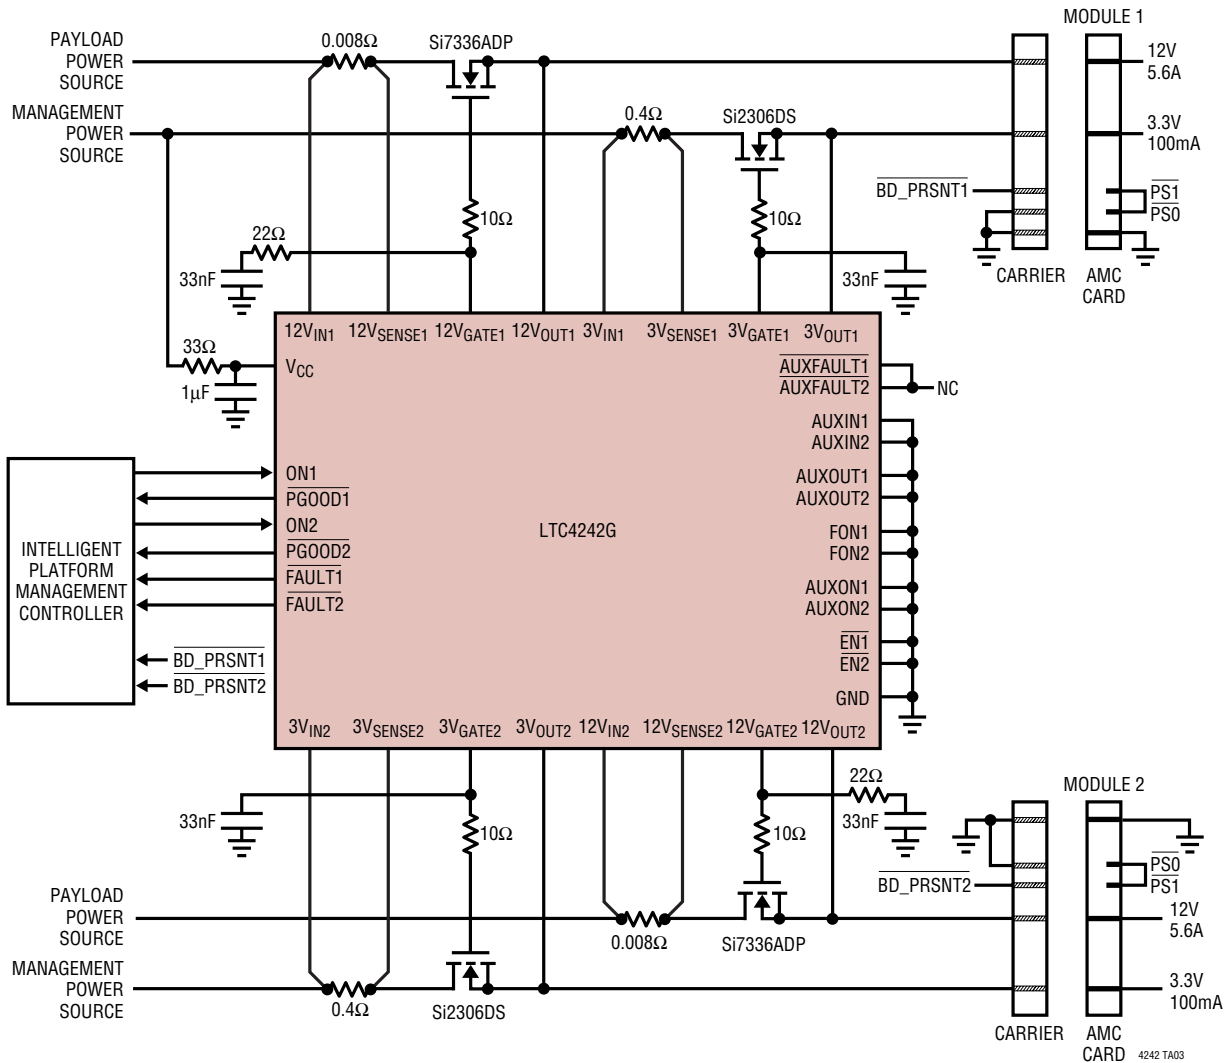 MODULE 1
PAYLOAD
POWER
SOURCE
0.008Ω
Si7336ADP
12V
5.6A
MANAGEMENT
POWER
SOURCE
0.4Ω
Si2306DS
3.3V
100mA
BD_PRSNT1
PS1
PS0
10Ω
10Ω
22Ω
33nF
33nF
CARRIER
AMC
CARD
12VIN1
12VSENSE1
12VGATE1
12VOUT1
3VIN1
3VSENSE1
3VGATE1
3VOUT1
33Ω
1µF
VCC
AUXFAULT1
AUXFAULT2
NC
AUXIN1
AUXIN2
AUXOUT1
AUXOUT2
FON1
FON2
AUXON1
AUXON2
EN1
EN2
GND
INTELLIGENT
PLATFORM
MANAGEMENT
CONTROLLER
ON1
PGOOD1
ON2
PGOOD2
FAULT1
FAULT2
BD_PRSNT1
BD_PRSNT2
LTC4242G
3VIN2
3VSENSE2
3VGATE2
3VOUT2
12VIN2
12VSENSE2
12VGATE2
12VOUT2
33nF
10Ω
10Ω
22Ω
33nF
MODULE 2
PS0
PS1
BD_PRSNT2
12V
5.6A
PAYLOAD
POWER
SOURCE
0.008Ω
Si7336ADP
MANAGEMENT
POWER
SOURCE
0.4Ω
Si2306DS
3.3V
100mA
CARRIER
AMC
CARD
4242 TA03